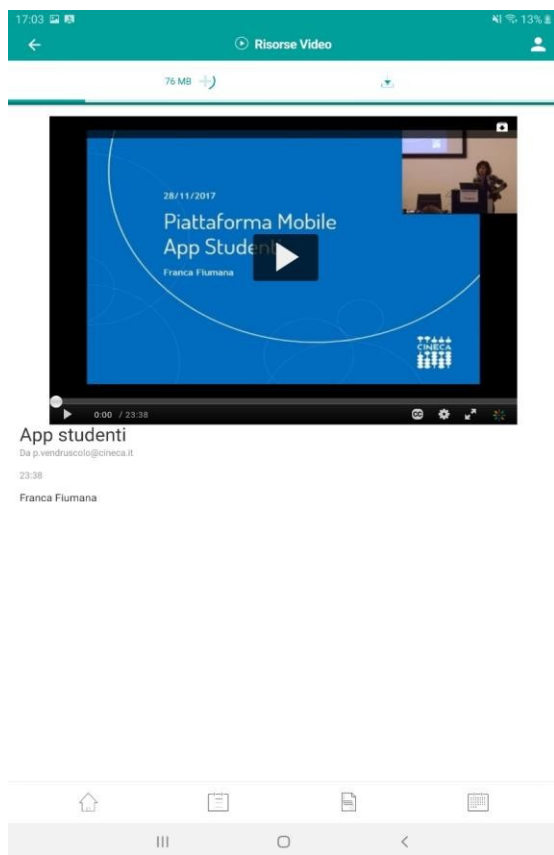 17:03
13%
Risorse Video
76 MB
28/11/2017
Piattaforma Mobile
App Studenti
Franca Fiumana
CINECA
0:00 / 23:38
CC
App studenti
Da p.vendruscolo@cineca.it
23:38
Franca Fiumana